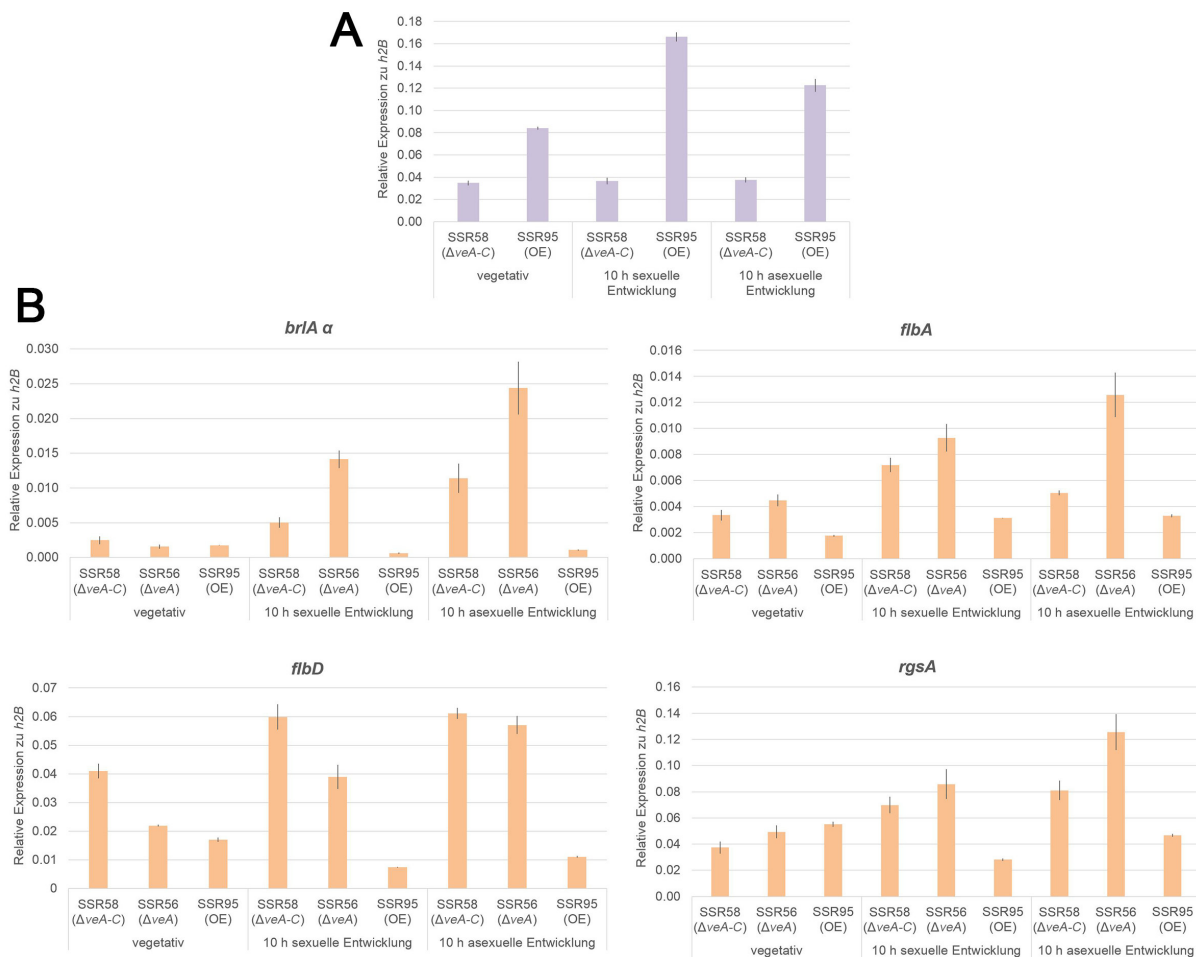 A
Relative Expression zu h2B
0.18
0.16
0.14
0.12
0.10
0.08
0.06
0.04
0.02
0.00
SSR58 SSR95 SSR58 SSR95 SSR58 SSR95
(ΔveA-C) (OE) (ΔveA-C) (OE) (ΔveA-C) (OE)
vegetativ 10 h sexuelle 10 h asexuelle
Entwicklung Entwicklung
B
brlA α
Relative Expression zu h2B
0.030
0.025
0.020
0.015
0.010
0.005
0.000
SSR58 SSR56 SSR95 SSR58 SSR56 SSR95 SSR58 SSR56 SSR95
(ΔveA-C) (ΔveA) (OE) (ΔveA-C) (ΔveA) (OE) (ΔveA-C) (ΔveA) (OE)
vegetativ 10 h sexuelle Entwicklung 10 h asexuelle Entwicklung
flbA
Relative Expression zu h2B
0.016
0.014
0.012
0.010
0.008
0.006
0.004
0.002
0.000
SSR58 SSR56 SSR95 SSR58 SSR56 SSR95 SSR58 SSR56 SSR95
(ΔveA-C) (ΔveA) (OE) (ΔveA-C) (ΔveA) (OE) (ΔveA-C) (ΔveA) (OE)
vegetativ 10 h sexuelle Entwicklung 10 h asexuelle Entwicklung
flbD
Relative Expression zu h2B
0.07
0.06
0.05
0.04
0.03
0.02
0.01
0
SSR58 SSR56 SSR95 SSR58 SSR56 SSR95 SSR58 SSR56 SSR95
(ΔveA-C) (ΔveA) (OE) (ΔveA-C) (ΔveA) (OE) (ΔveA-C) (ΔveA) (OE)
vegetativ 10 h sexuelle Entwicklung 10 h asexuelle Entwicklung
rgsA
Relative Expression zu h2B
0.16
0.14
0.12
0.10
0.08
0.06
0.04
0.02
0.00
SSR58 SSR56 SSR95 SSR58 SSR56 SSR95 SSR58 SSR56 SSR95
(ΔveA-C) (ΔveA) (OE) (ΔveA-C) (ΔveA) (OE) (ΔveA-C) (ΔveA) (OE)
vegetativ 10 h sexuelle Entwicklung 10 h asexuelle Entwicklung